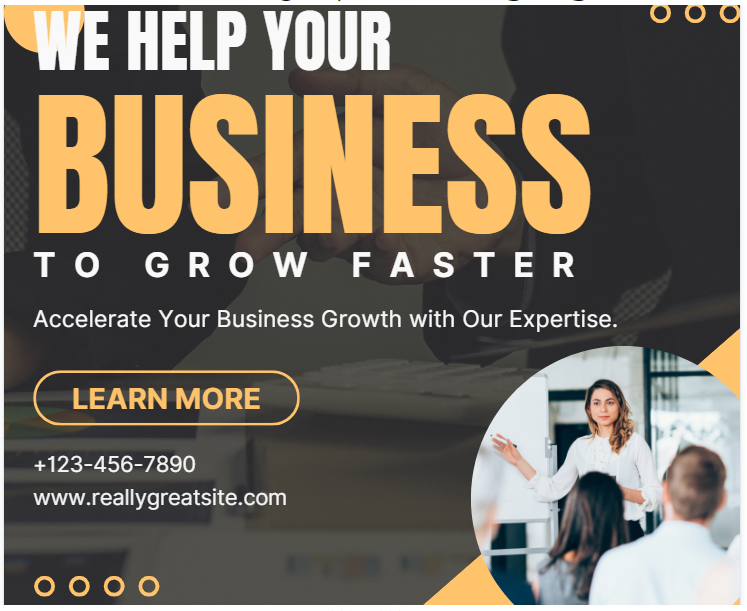 WE HELP YOUR
BUSINESS
TO GROW FASTER
Accelerate Your Business Growth with Our Expertise.
LEARN MORE
+123-456-7890
www.reallygreatsite.com